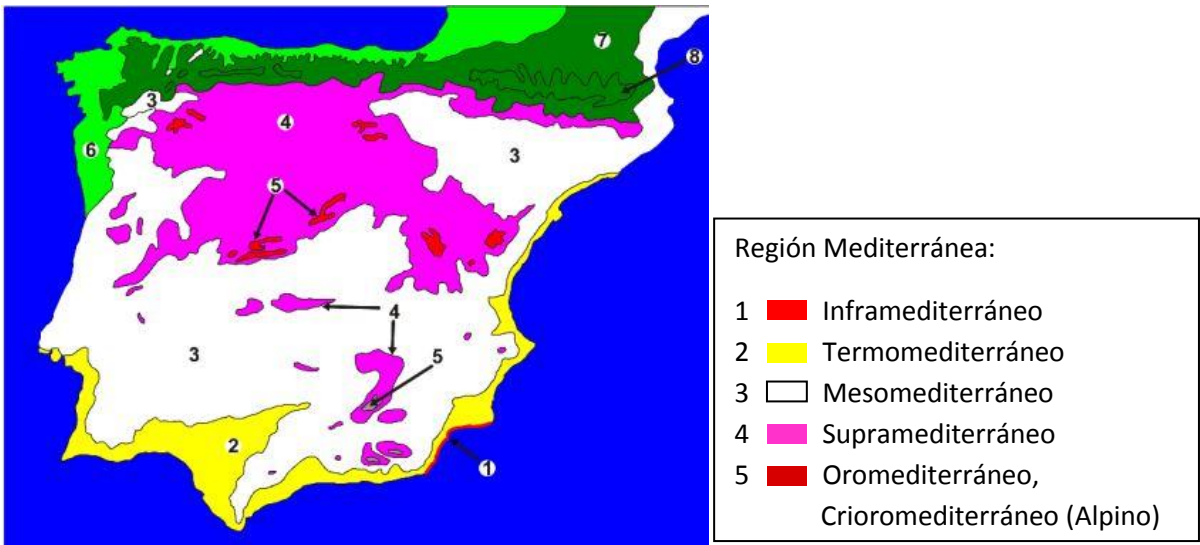 7
8
3
4
3
6
5
4
3
5
2
1
Región Mediterránea:
1 Inframediterráneo
2 Termomediterráneo
3 Mesomediterráneo
4 Supramediterráneo
5 Oromediterráneo,
Crioromediterráneo (Alpino)